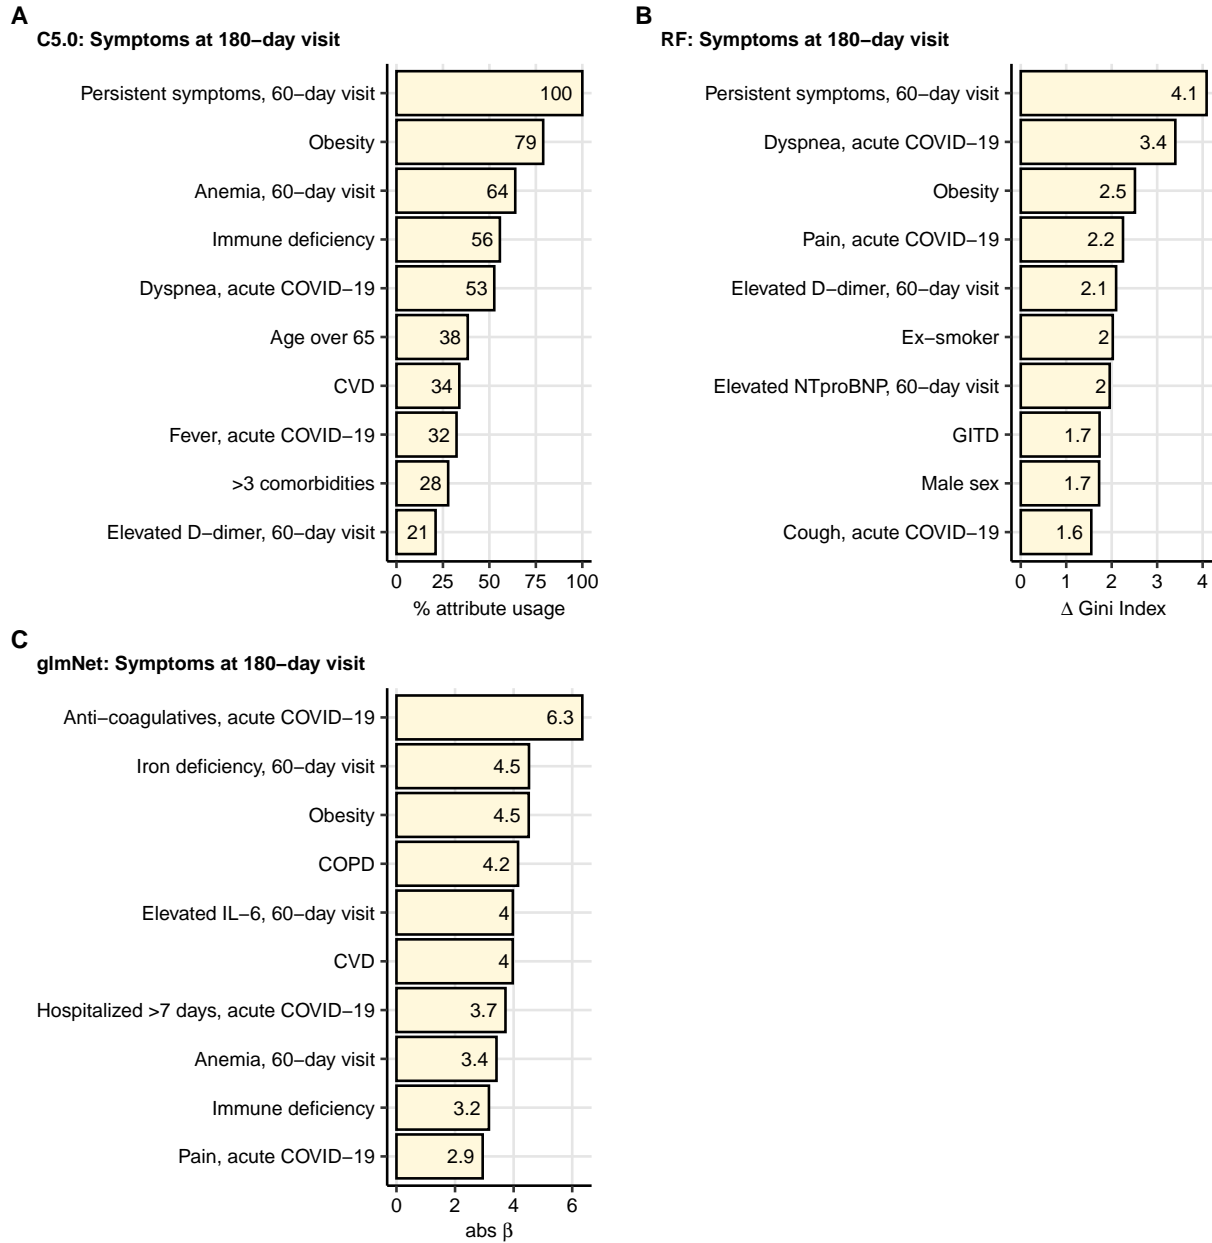 A
C5.0: Symptoms at 180−day visit
Persistent symptoms, 60−day visit 100
Obesity 79
Anemia, 60−day visit 64
Immune deficiency 56
Dyspnea, acute COVID−19 53
Age over 65 38
CVD 34
Fever, acute COVID−19 32
>3 comorbidities 28
Elevated D−dimer, 60−day visit 21
0 25 50 75 100
% attribute usage
B
RF: Symptoms at 180−day visit
Persistent symptoms, 60−day visit 4.1
Dyspnea, acute COVID−19 3.4
Obesity 2.5
Pain, acute COVID−19 2.2
Elevated D−dimer, 60−day visit 2.1
Ex−smoker 2
Elevated NTproBNP, 60−day visit 2
GITD 1.7
Male sex 1.7
Cough, acute COVID−19 1.6
0 1 2 3 4
Δ Gini Index
C
glmNet: Symptoms at 180−day visit
Anti−coagulatives, acute COVID−19 6.3
Iron deficiency, 60−day visit 4.5
Obesity 4.5
COPD 4.2
Elevated IL−6, 60−day visit 4
CVD 4
Hospitalized >7 days, acute COVID−19 3.7
Anemia, 60−day visit 3.4
Immune deficiency 3.2
Pain, acute COVID−19 2.9
0 2 4 6
abs β